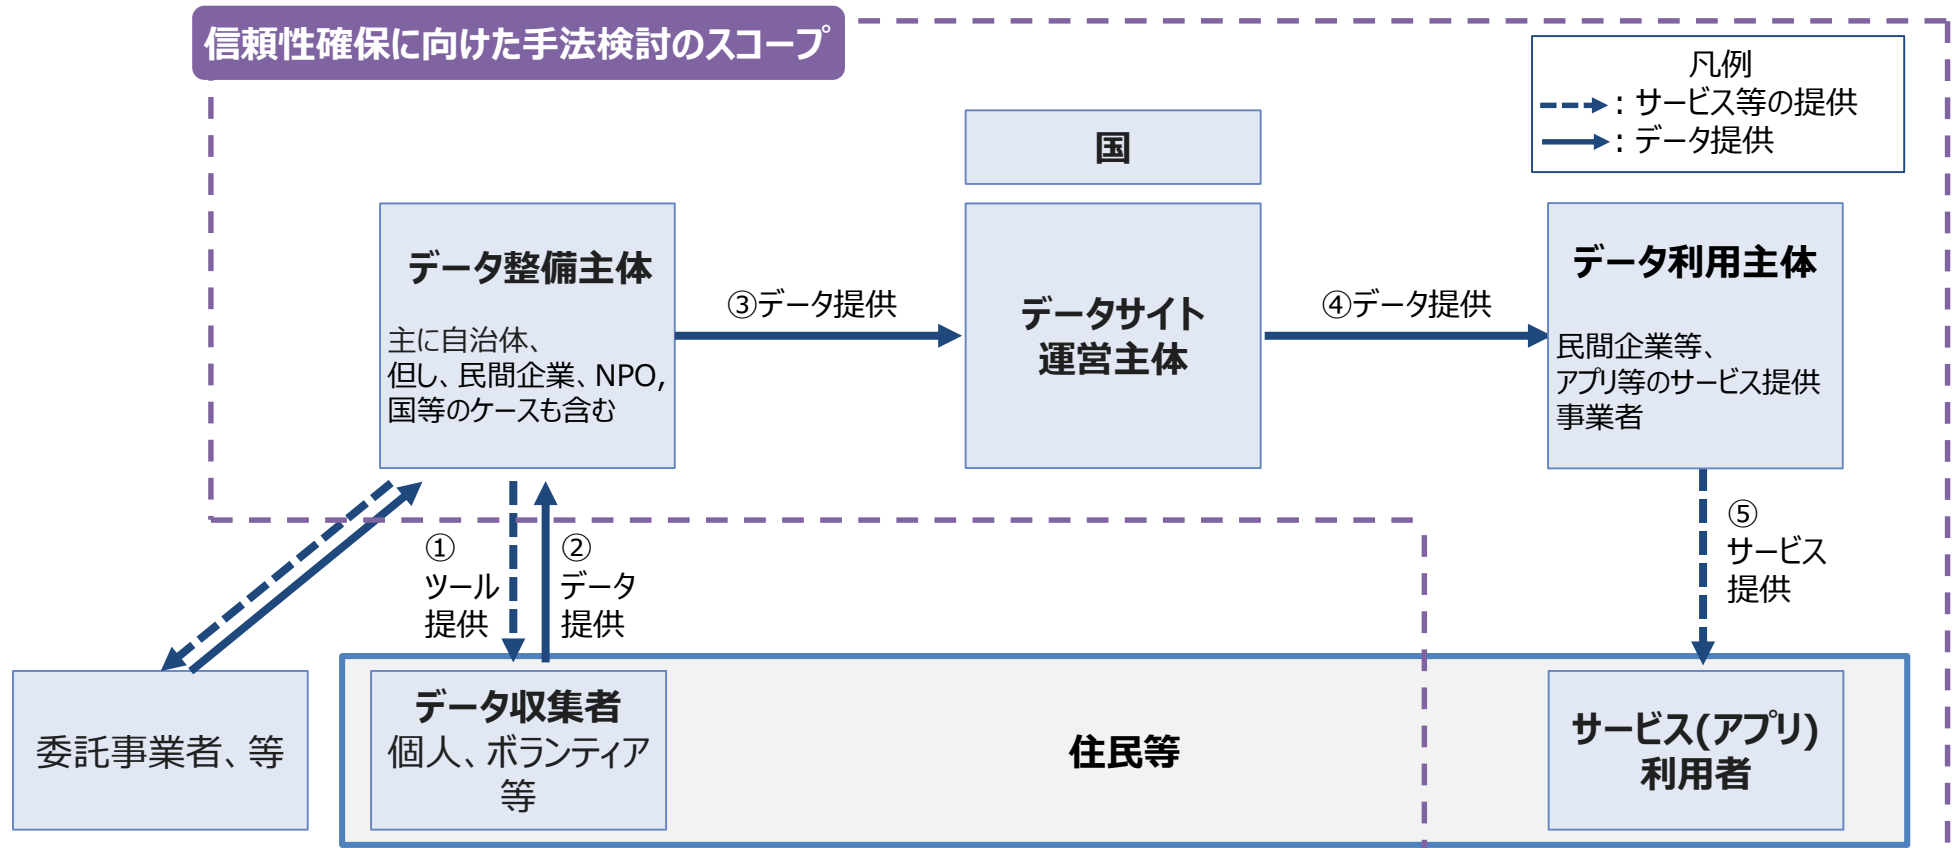 信頼性確保に向けた手法検討のスコープ
凡例
：サービス等の提供
：データ提供
国
データ整備主体
主に自治体、
但し、民間企業、NPO,
国等のケースも含む
③データ提供
データサイト
運営主体
④データ提供
データ利用主体
民間企業等、
アプリ等のサービス提供
事業者
①
ツール
提供
②
データ
提供
⑤
サービス
提供
委託事業者、等
データ収集者
個人、ボランティア
等
住民等
サービス(アプリ)
利用者